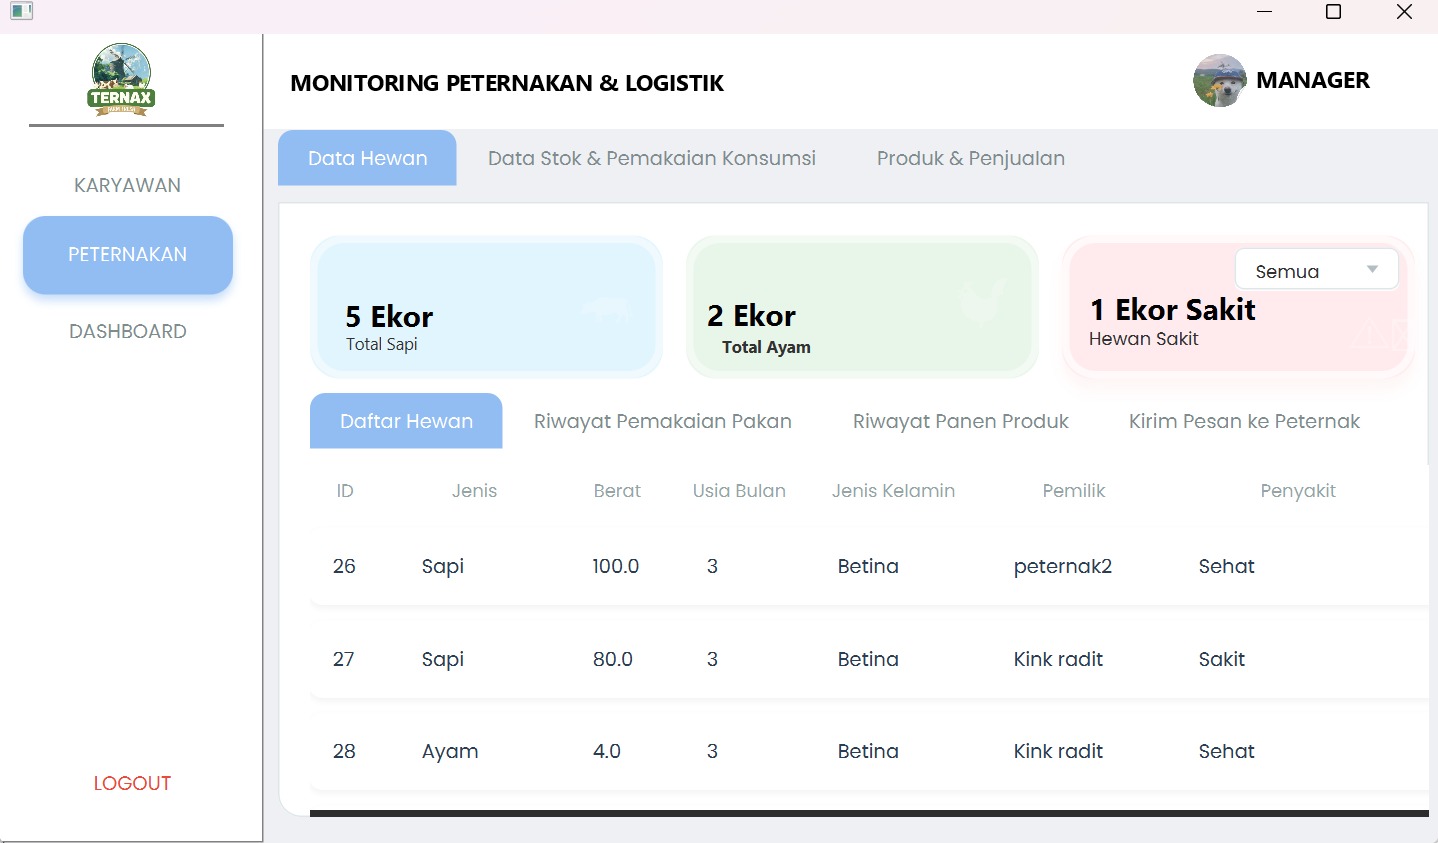 TERNAX
MONITORING PETERNAKAN & LOGISTIK
MANAGER
Data Hewan
Data Stok & Pemakaian Konsumsi
Produk & Penjualan
KARYAWAN
PETERNAKAN
DASHBOARD
LOGOUT
5 Ekor
Total Sapi
2 Ekor
Total Ayam
Semua
1 Ekor Sakit
Hewan Sakit
Daftar Hewan
Riwayat Pemakaian Pakan
Riwayat Panen Produk
Kirim Pesan ke Peternak
ID Jenis Berat Usia Bulan Jenis Kelamin Pemilik Penyakit
26 Sapi 100.0 3 Betina peternak2 Sehat
27 Sapi 80.0 3 Betina Kink radit Sakit
28 Ayam 4.0 3 Betina Kink radit Sehat